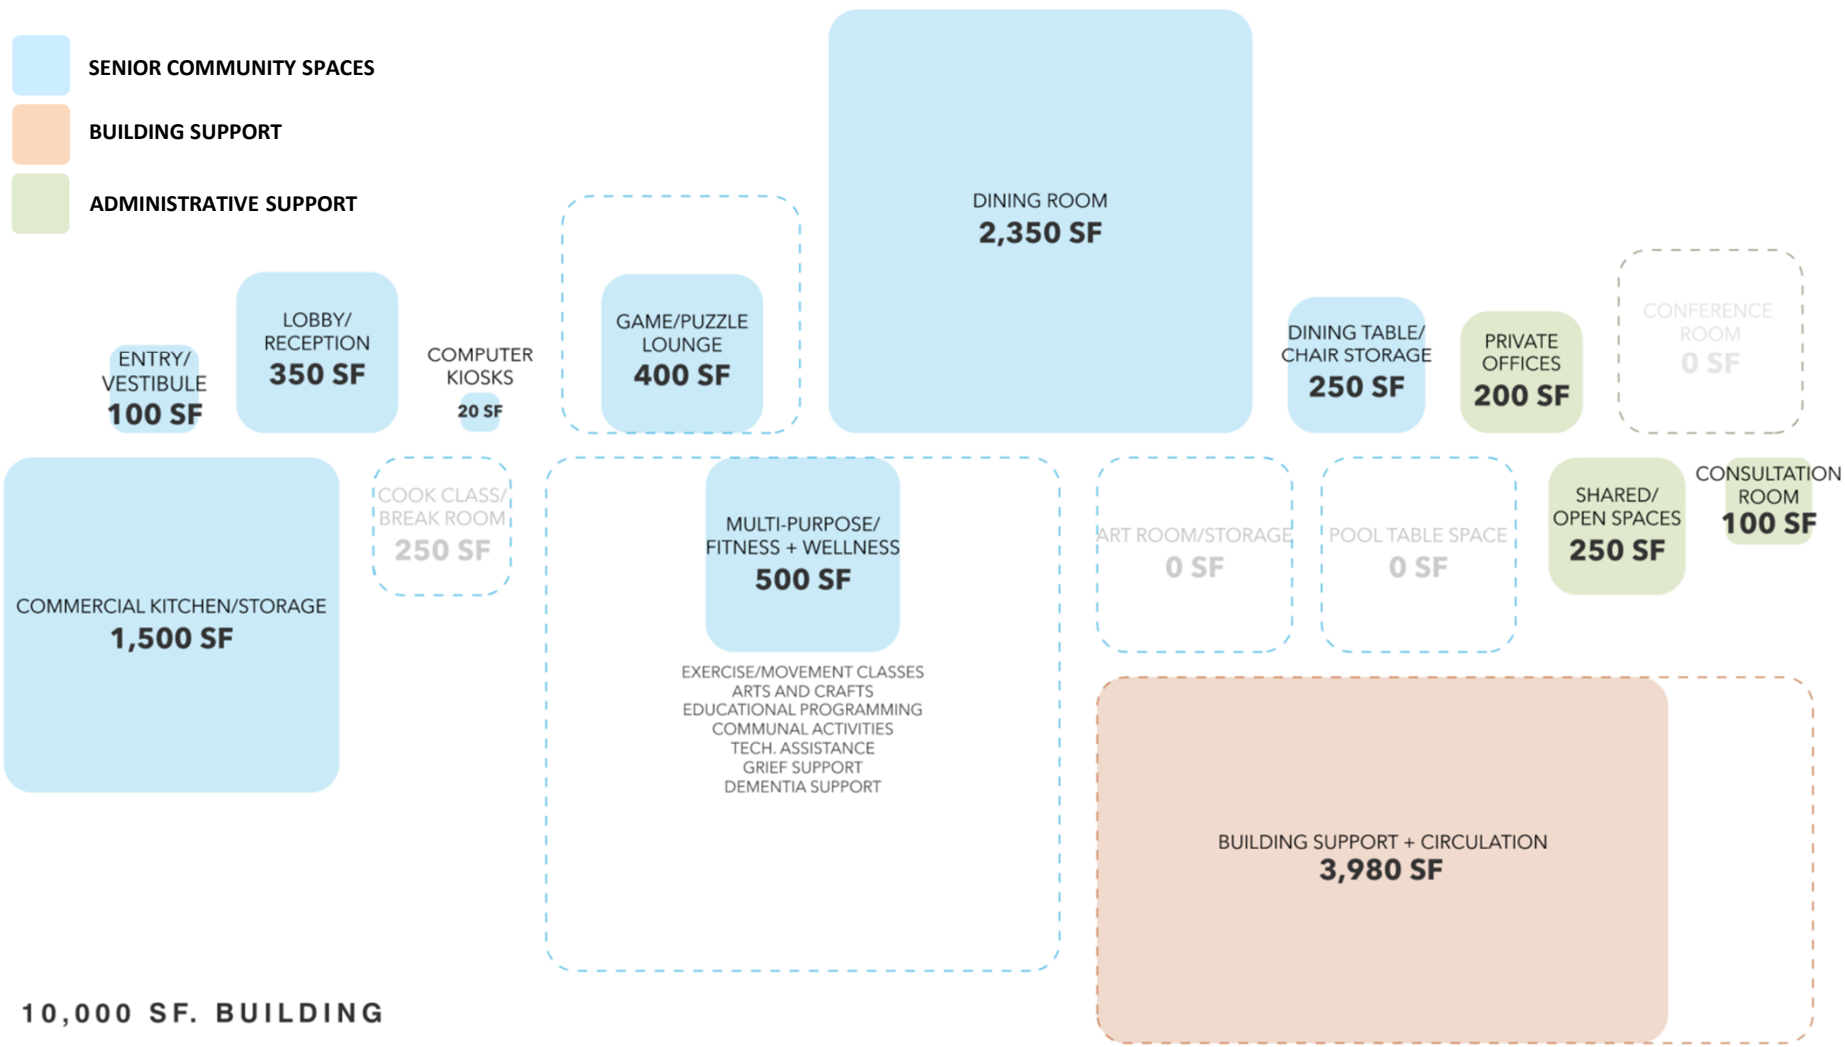 SENIOR COMMUNITY SPACES
BUILDING SUPPORT
ADMINISTRATIVE SUPPORT
ENTRY/
VESTIBULE
100 SF
LOBBY/
RECEPTION
350 SF
COMPUTER
KIOSKS
20 SF
GAME/PUZZLE
LOUNGE
400 SF
DINING ROOM
2,350 SF
DINING TABLE/
CHAIR STORAGE
250 SF
PRIVATE
OFFICES
200 SF
CONFERENCE
ROOM
0 SF
COMMERCIAL KITCHEN/STORAGE
1,500 SF
COOK CLASS/
BREAK ROOM
250 SF
MULTI-PURPOSE/
FITNESS + WELLNESS
500 SF
EXERCISE/MOVEMENT CLASSES
ARTS AND CRAFTS
EDUCATIONAL PROGRAMMING
COMMUNAL ACTIVITIES
TECH. ASSISTANCE
GRIEF SUPPORT
DEMENTIA SUPPORT
ART ROOM/STORAGE
0 SF
POOL TABLE SPACE
0 SF
SHARED/
OPEN SPACES
250 SF
CONSULTATION
ROOM
100 SF
BUILDING SUPPORT + CIRCULATION
3,980 SF
10,000 SF. BUILDING